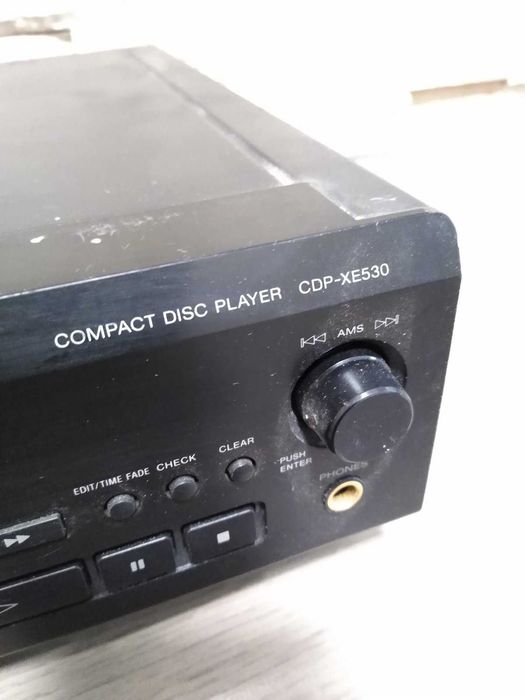 COMPACT DISC PLAYER CDP-XE530
AMS
PUSH
ENTER
PHONES
EDIT/TIME FADE CHECK CLEAR